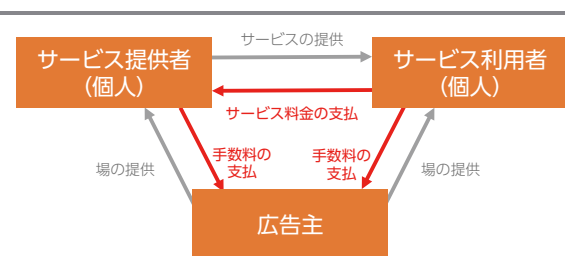 サービスの提供
サービス提供者
(個人)
サービス利用者
(個人)
サービス料金の支払
手数料の
支払
手数料の
支払
場の提供
場の提供
広告主